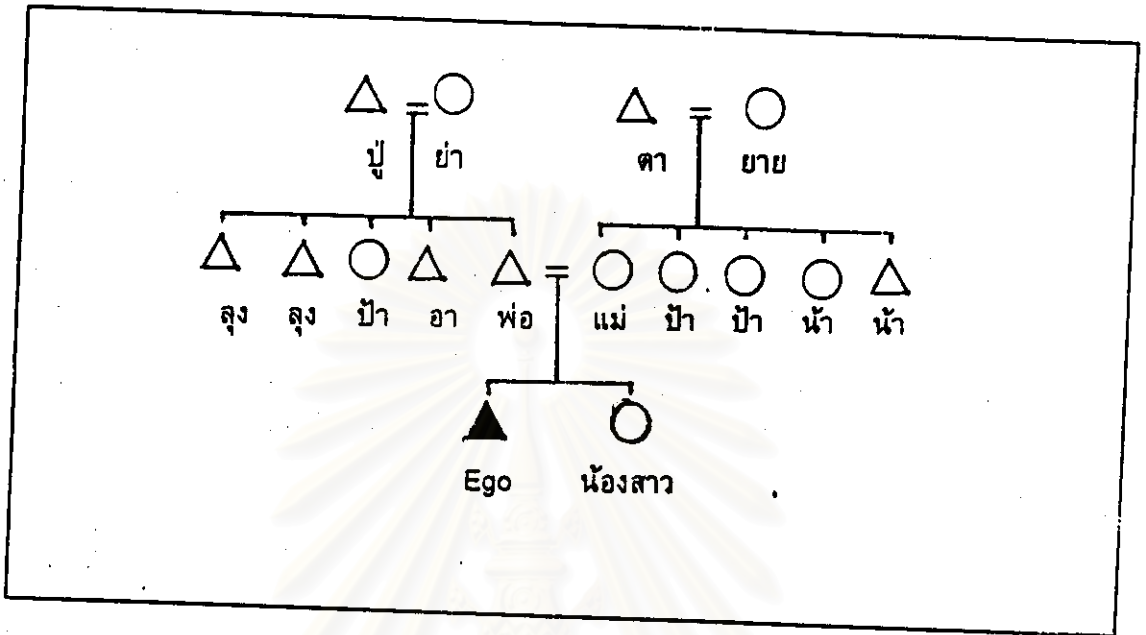 ปู่ ย่า ตา ยาย
ลุง ลุง ป้า อา พ่อ แม่ ป้า ป้า น้า น้า
Ego น้องสาว